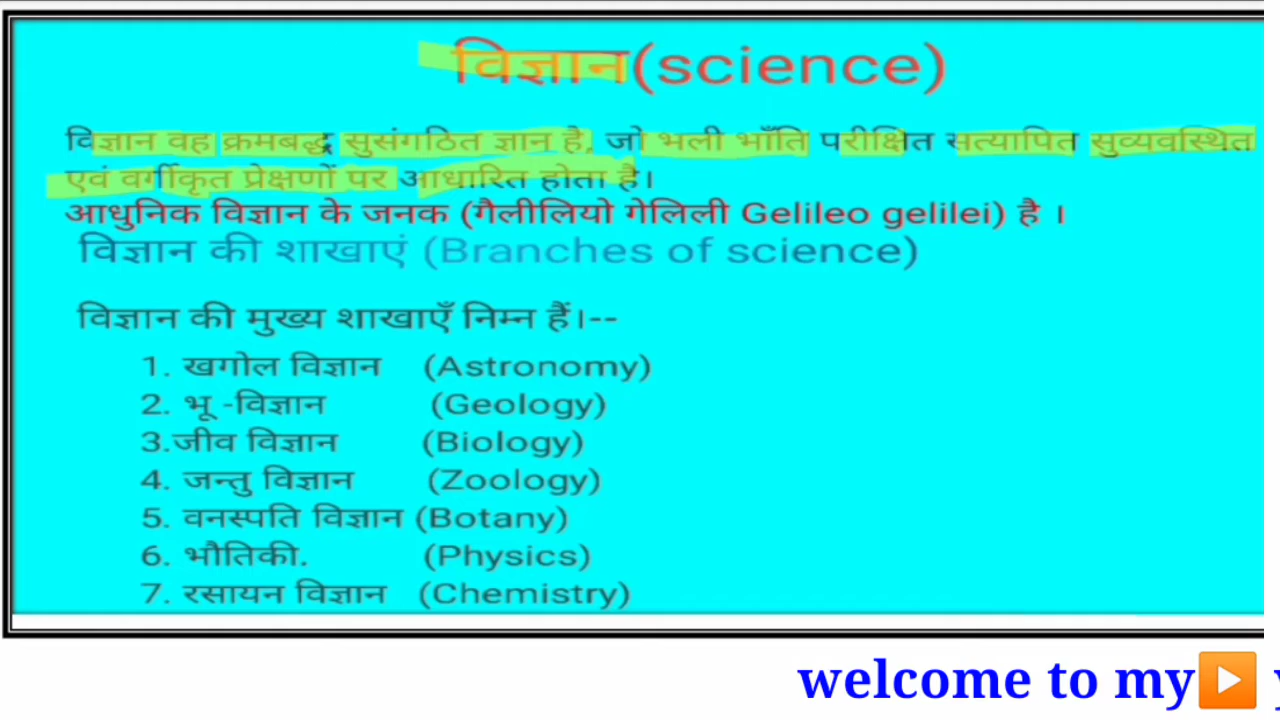 विज्ञान(science)
विज्ञान वह क्रमबद्ध सुसंगठित ज्ञान है, जो भली भाँति परीक्षित सत्यापित सुव्यवस्थित
एवं वर्गीकृत प्रेक्षणों पर आधारित होता है।
आधुनिक विज्ञान के जनक (गैलीलियो गेलिली Gelileo gelilei) है ।
विज्ञान की शाखाएं (Branches of science)
विज्ञान की मुख्य शाखाएँ निम्न हैं।--
1. खगोल विज्ञान (Astronomy)
2. भू -विज्ञान (Geology)
3.जीव विज्ञान (Biology)
4. जन्तु विज्ञान (Zoology)
5. वनस्पति विज्ञान (Botany)
6. भौतिकी. (Physics)
7. रसायन विज्ञान (Chemistry)
welcome to my